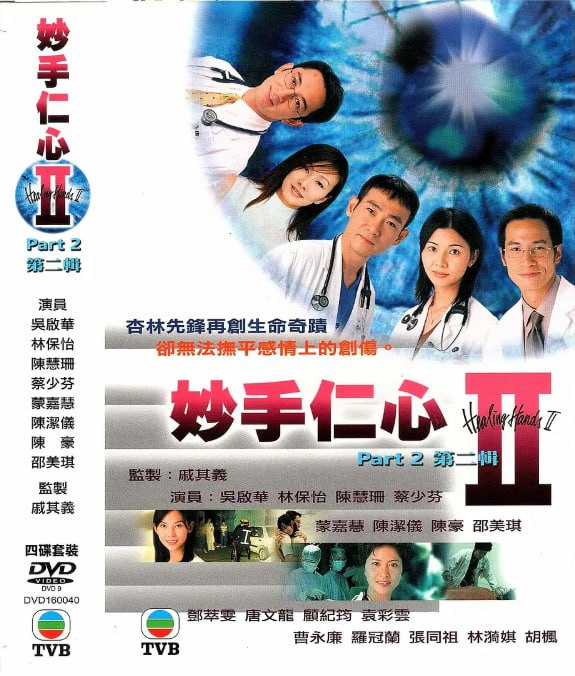 妙手仁心
II
Healing Hands II
Part 2
第二輯
演員
吳啟華
林保怡
陳慧珊
蔡少芬
蒙嘉慧
陳潔儀
陳豪
邵美琪
監製
戚其義
四碟套裝
DVD
VIDEO
DVD 9
DVD160040
TVB
杏林先鋒再創生命奇蹟，
卻無法撫平感情上的創傷。
妙手仁心 II
Healing Hands II
Part 2 第二輯
監製：戚其義
演員：吳啟華 林保怡 陳慧珊 蔡少芬
蒙嘉慧 陳潔儀 陳豪 邵美琪
鄧萃雯 唐文龍 顧紀筠 袁彩雲
曹永廉 羅冠蘭 張同祖 林漪娸 胡楓
TVB